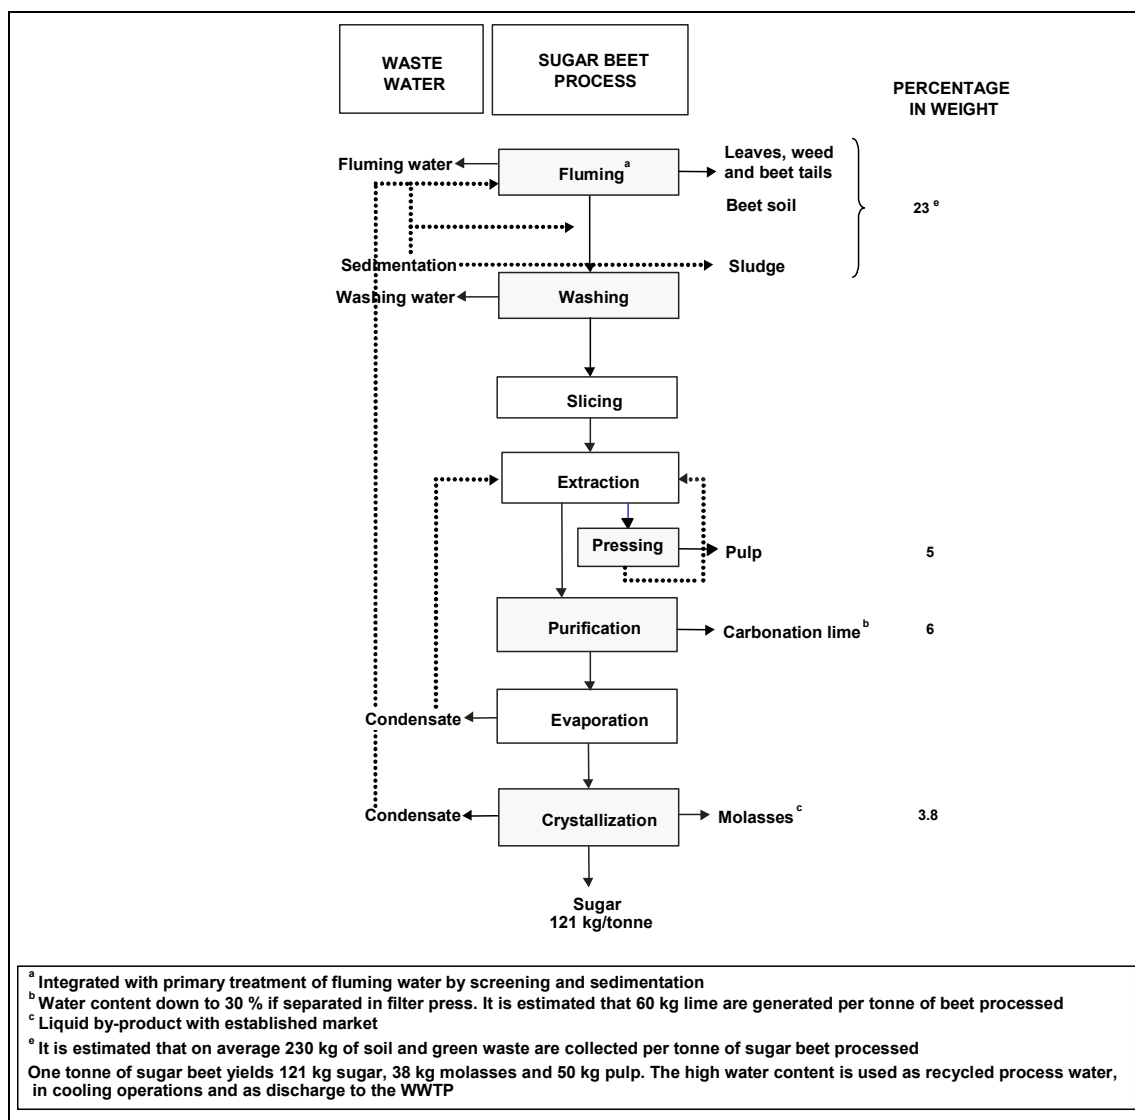 WASTE
WATER
SUGAR BEET
PROCESS
PERCENTAGE
IN WEIGHT
Fluming water
Fluming a
Leaves, weed
and beet tails
Beet soil
23 e
Sedimentation
Sludge
Washing water
Washing
Slicing
Extraction
Pressing
Pulp
5
Purification
Carbonation lime b
6
Condensate
Evaporation
Condensate
Crystallization
Molasses c
3.8
Sugar
121 kg/tonne
a Integrated with primary treatment of fluming water by screening and sedimentation
b Water content down to 30 % if separated in filter press. It is estimated that 60 kg lime are generated per tonne of beet processed
c Liquid by-product with established market
e It is estimated that on average 230 kg of soil and green waste are collected per tonne of sugar beet processed
One tonne of sugar beet yields 121 kg sugar, 38 kg molasses and 50 kg pulp. The high water content is used as recycled process water,
in cooling operations and as discharge to the WWTP